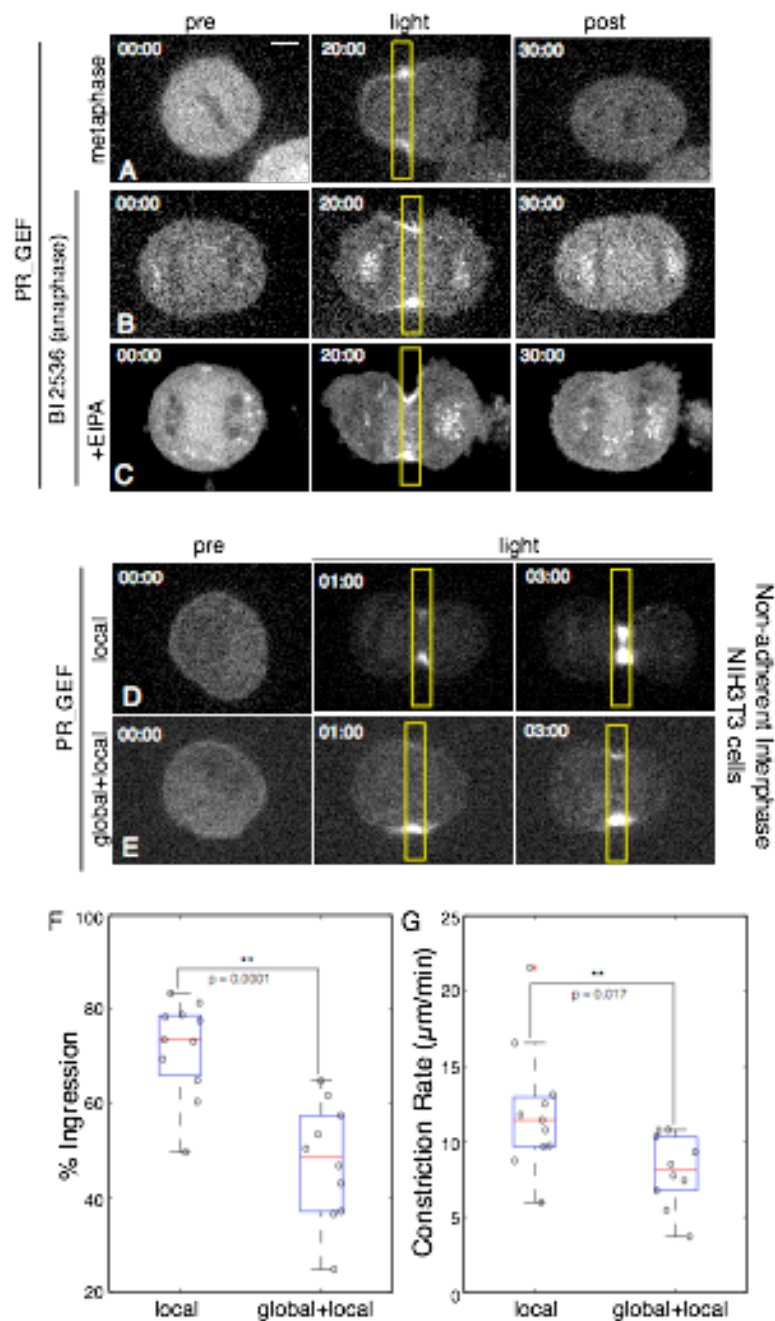 pre light post
PR_GEF
metaphase
00:00 20:00 30:00
A
BI 2536 (anaphase)
00:00 20:00 30:00
B
+EIPA
00:00 20:00 30:00
C
pre light
PR_GEF
local
00:00 01:00 03:00
D
Non-adherent Interphase
NIH3T3 cells
global+local
00:00 01:00 03:00
E
F
% Ingression
100
80
60
40
20
**
p = 0.0001
local global+local
G
Constriction Rate (µm/min)
25
20
15
10
5
0
**
p = 0.017
local global+local